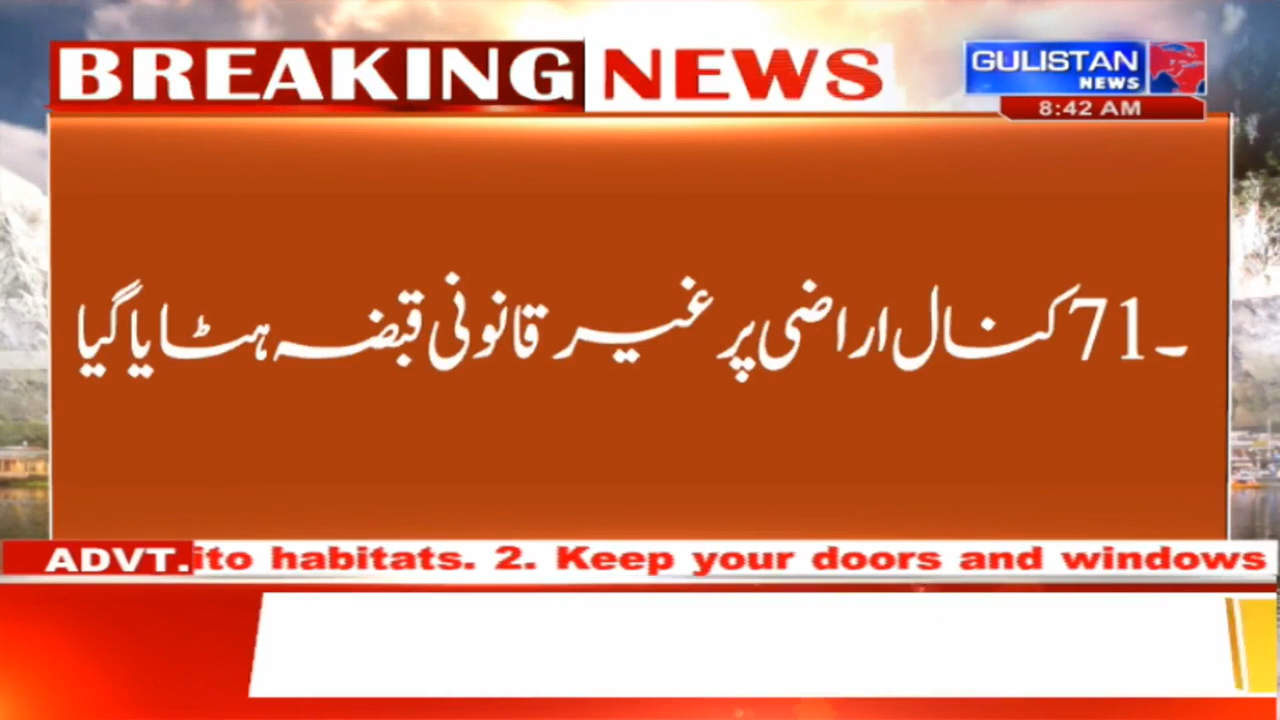 BREAKING NEWS
GULISTAN
NEWS
8:42 AM
۔71 کنال اراضی پر غیر قانونی قبضہ ہٹایا گیا
ADVT. ito habitats. 2. Keep your doors and windows